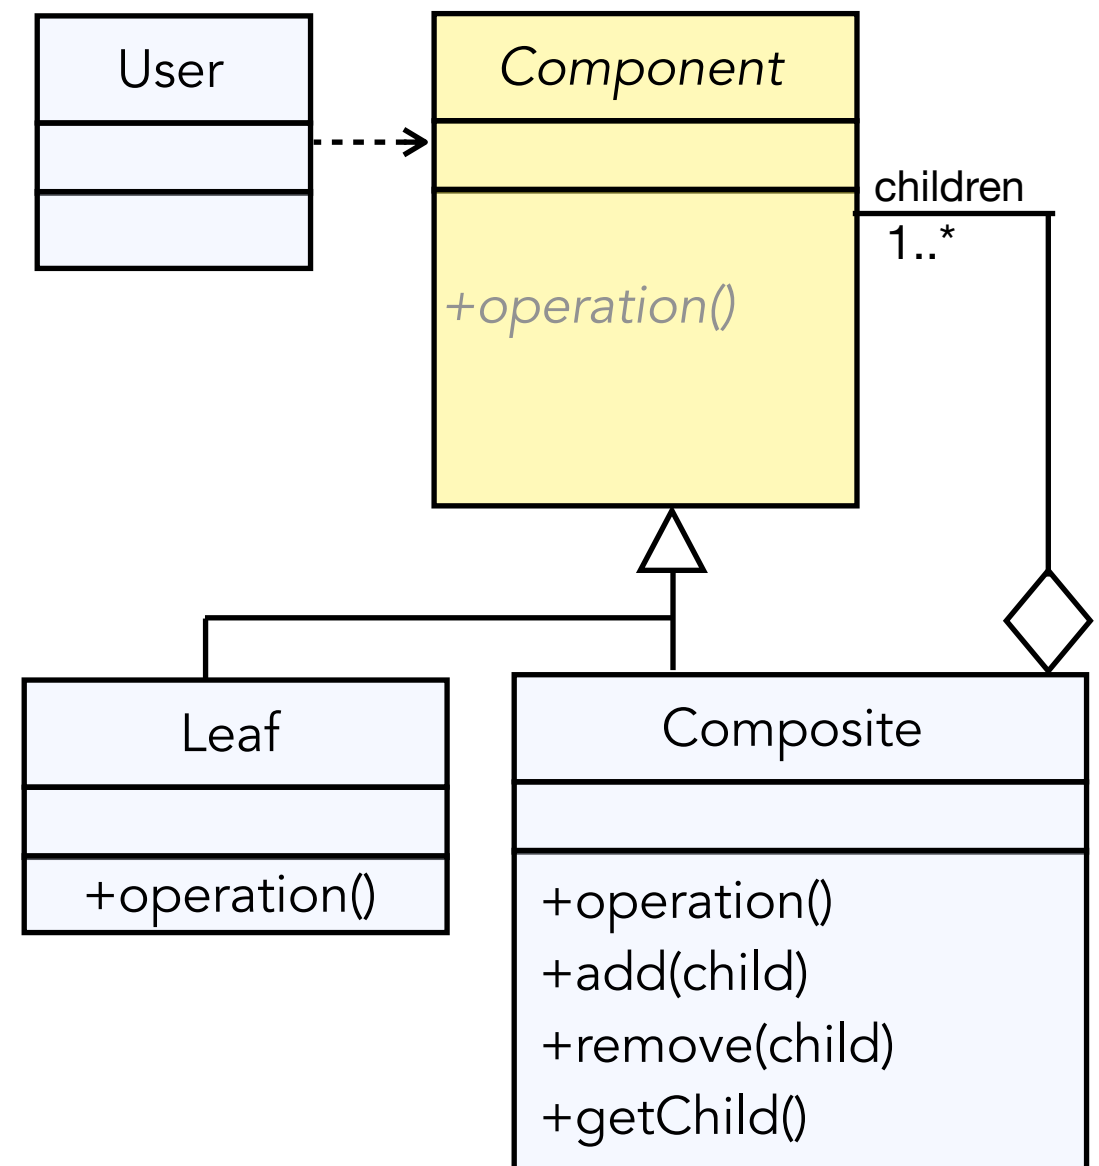 User
Component
children
1..*
+operation()
Leaf
+operation()
Composite
+operation()
+add(child)
+remove(child)
+getChild()